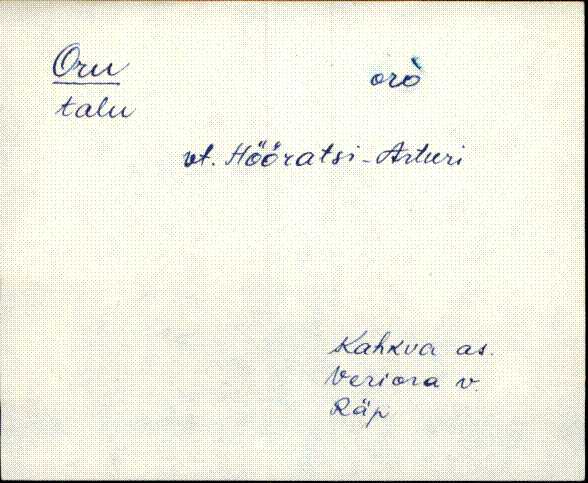 Oru orò
talu
vt. Hööratsi-Arturi
Kahkva as.
Veriora v.
Räp